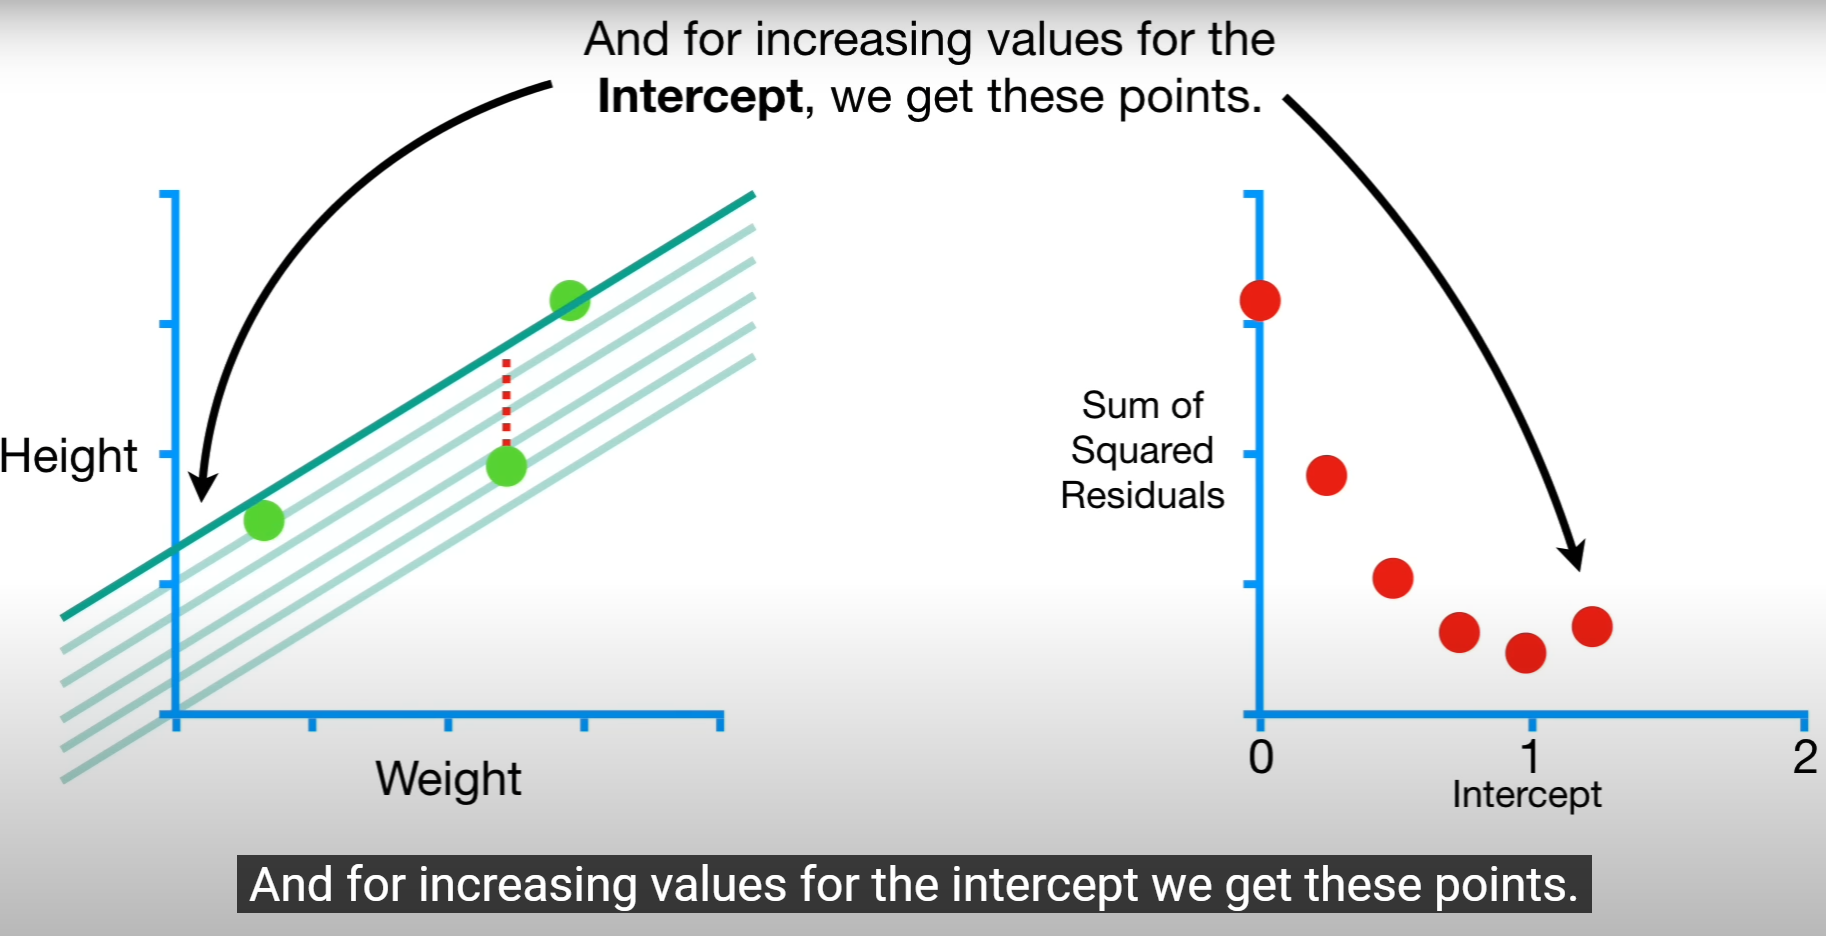 And for increasing values for the
Intercept, we get these points.
Height
Weight
Sum of
Squared
Residuals
0
1
2
Intercept
And for increasing values for the intercept we get these points.